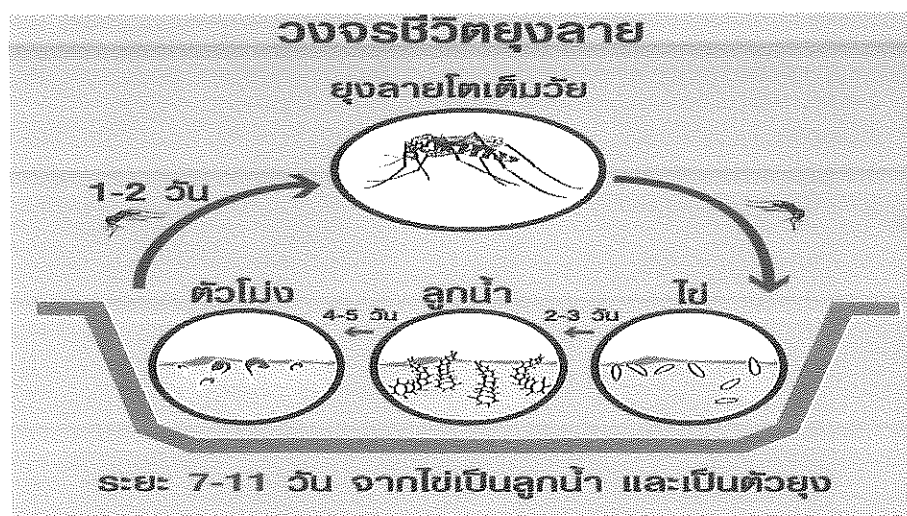 วงจรชีวิตยุงลาย
ยุงลายโตเต็มวัย
1-2 วัน
ตัวโม่ง
ลูกน้ำ
ไข่
4-5 วัน
2-3 วัน
ระยะ 7-11 วัน จากไข่เป็นลูกน้ำ และเป็นตัวยุง